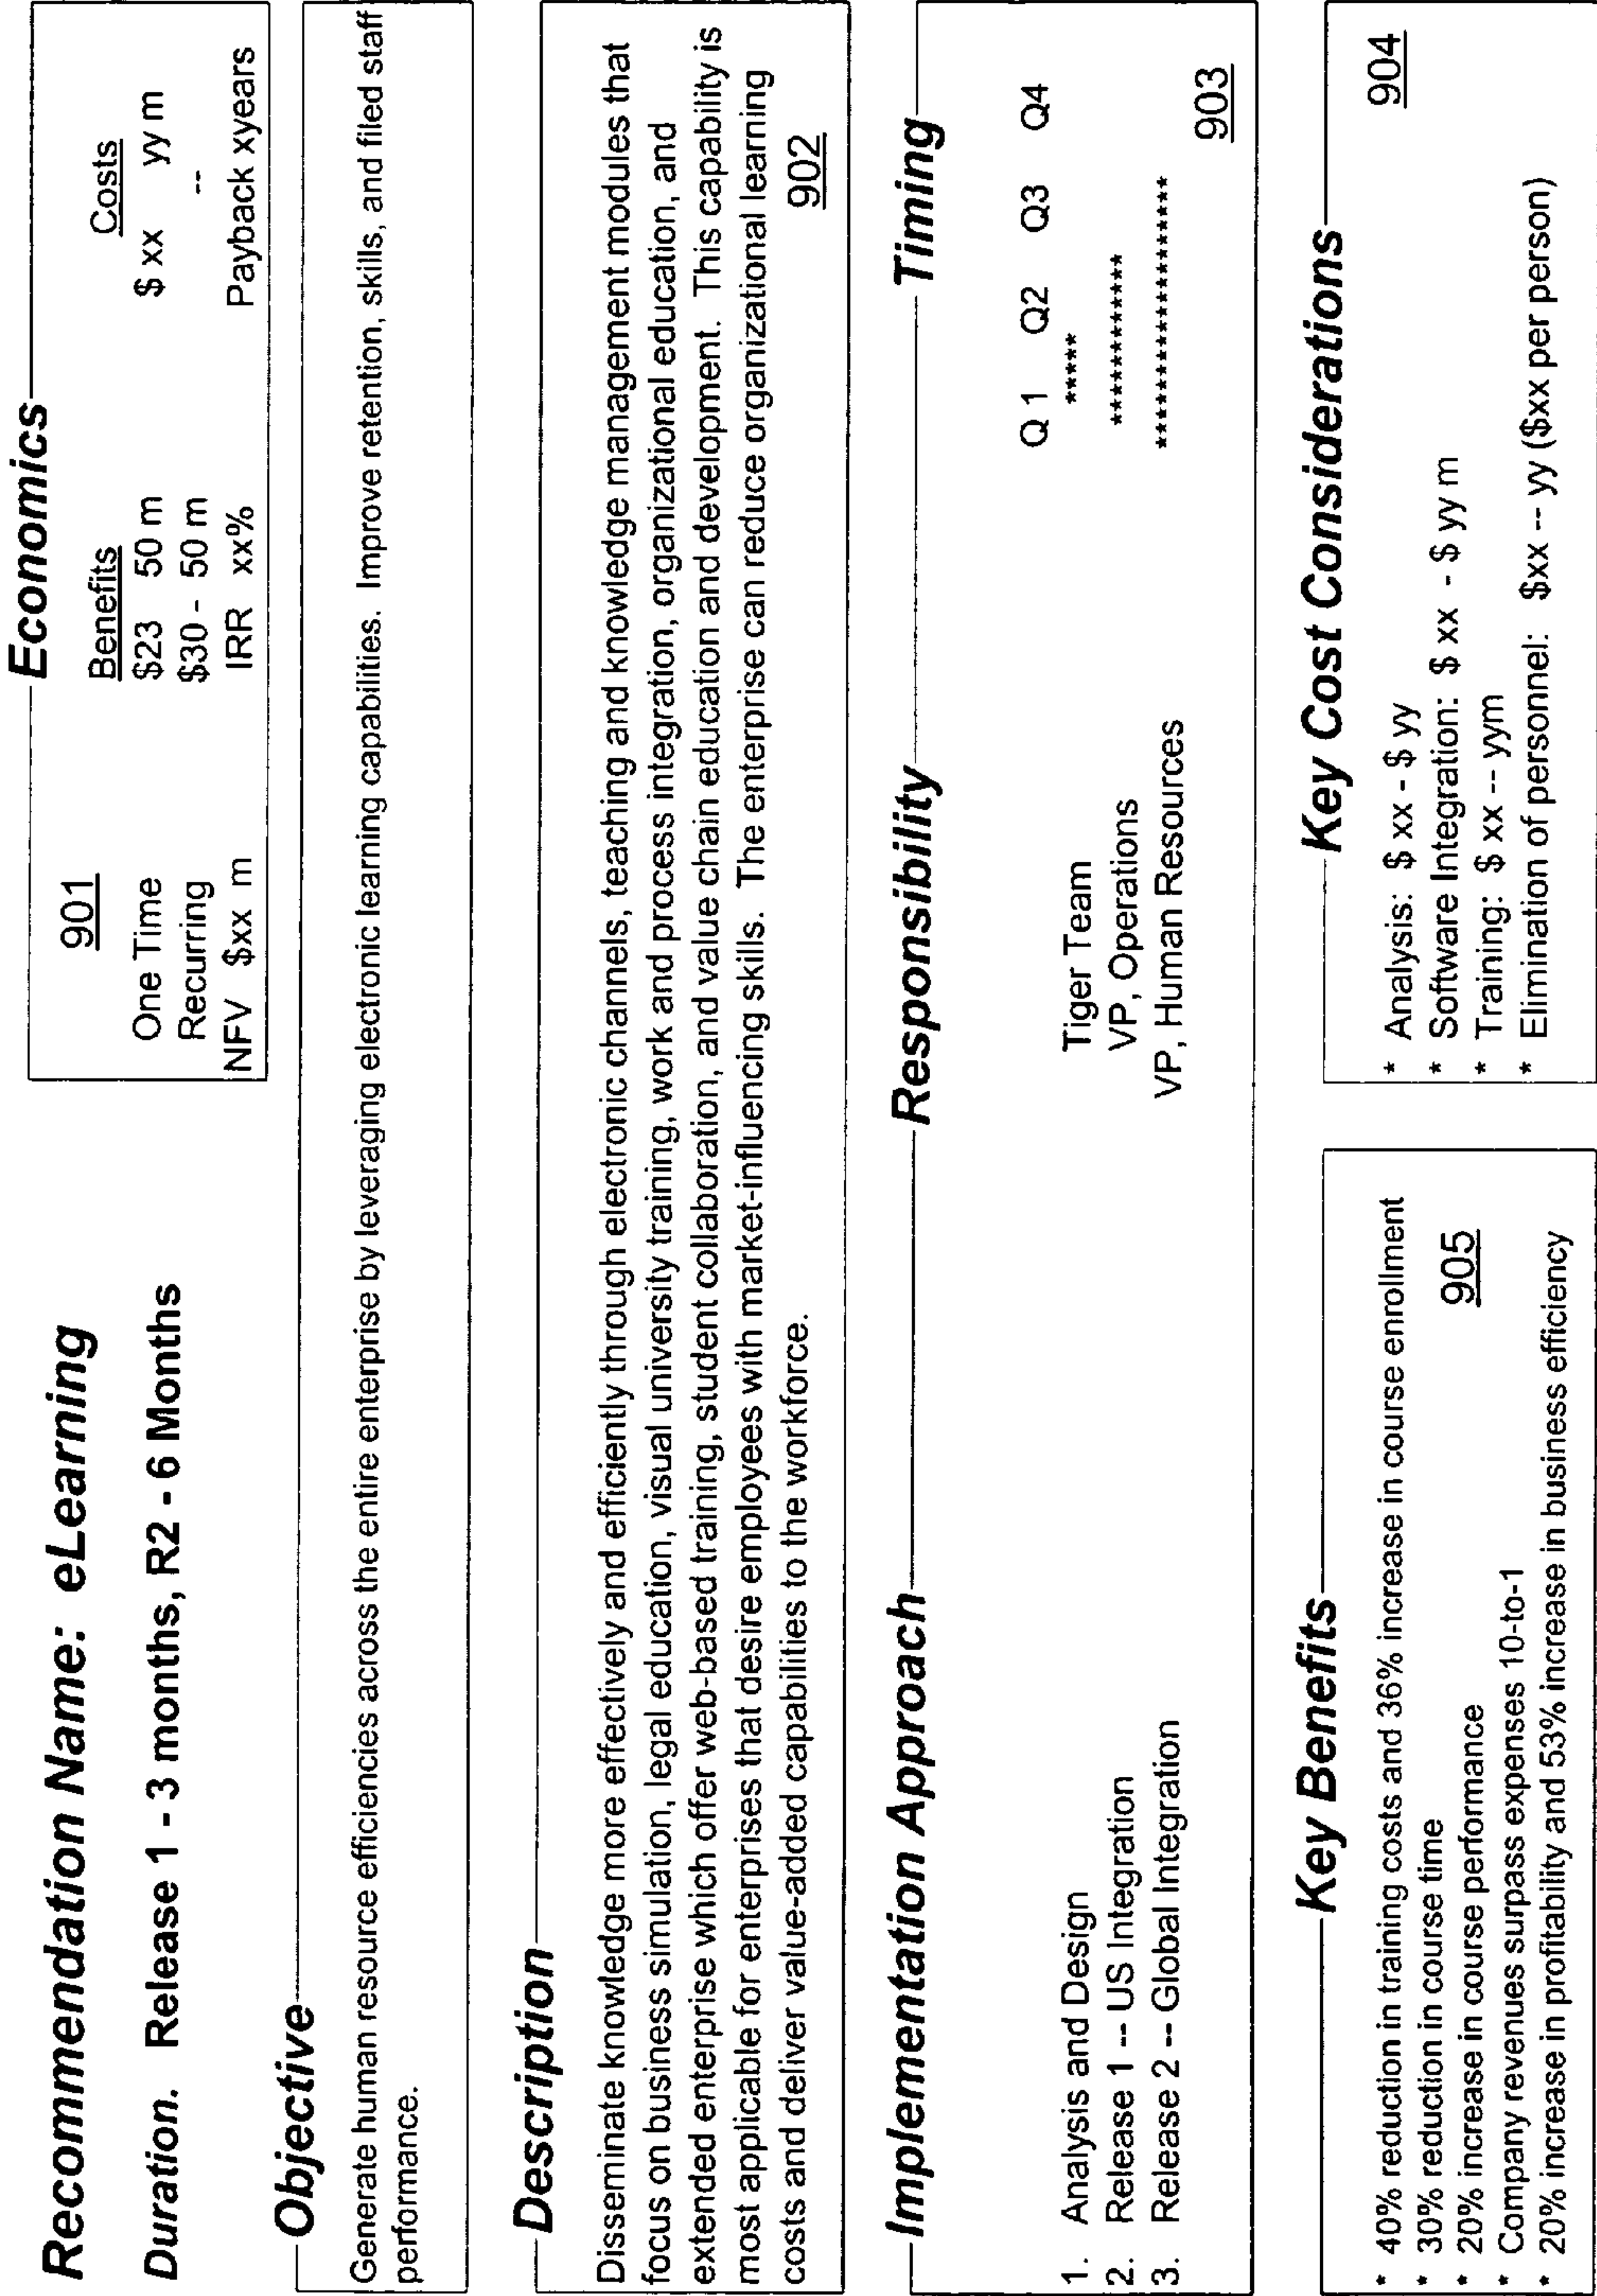 Recommendation Name: eLearning
Duration. Release 1 - 3 months, R2 - 6 Months
Economics
901
Benefits Costs
One Time $23 50 m $ xx yy m
Recurring $30 - 50 m --
NFV $xx m IRR xx% Payback xyears
Objective
Generate human resource efficiencies across the entire enterprise by leveraging electronic learning capabilities. Improve retention, skills, and filed staff
performance.
Description
Disseminate knowledge more effectively and efficiently through electronic channels, teaching and knowledge management modules that
focus on business simulation, legal education, visual university training, work and process integration, organizational education, and
extended enterprise which offer web-based training, student collaboration, and value chain education and development. This capability is
most applicable for enterprises that desire employees with market-influencing skills. The enterprise can reduce organizational learning
costs and deliver value-added capabilities to the workforce.
902
Implementation Approach Responsibility Timing
Q 1 Q2 Q3 Q4
1. Analysis and Design Tiger Team *****
2. Release 1 -- US Integration VP, Operations ***********
3. Release 2 -- Global Integration VP, Human Resources ******************
903
Key Benefits
* 40% reduction in training costs and 36% increase in course enrollment
* 30% reduction in course time
* 20% increase in course performance
* Company revenues surpass expenses 10-to-1
* 20% increase in profitability and 53% increase in business efficiency
905
Key Cost Considerations
904
* Analysis: $ xx - $ yy
* Software Integration: $ xx - $ yy m
* Training: $ xx -- yym
* Elimination of personnel: $xx -- yy ($xx per person)